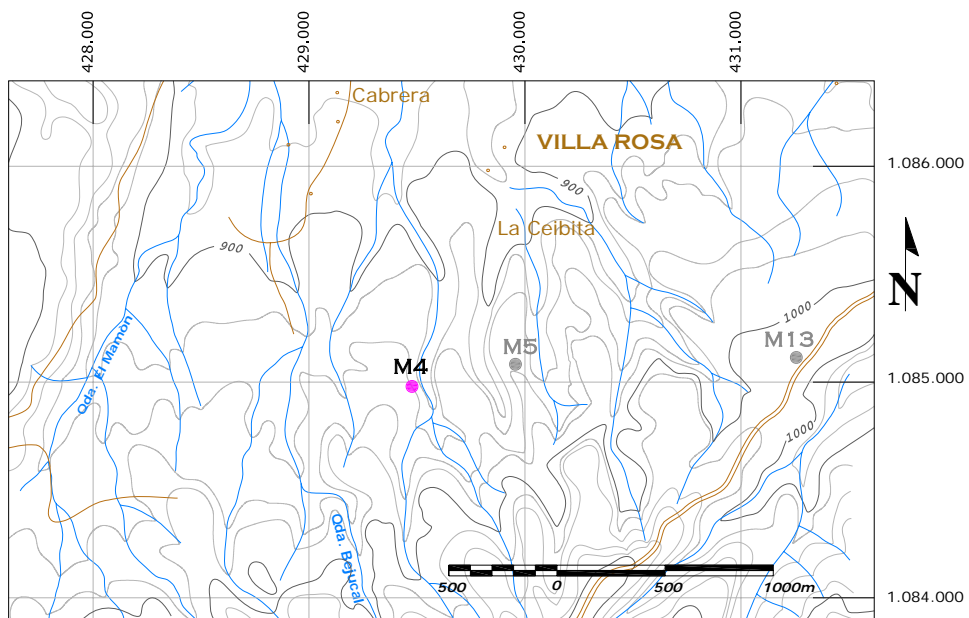 428.000
429.000
430.000
431.000
Cabrera
VILLA ROSA
1.086.000
900
La Ceibita
900
N
1000
Qda. El Mamón
M13
M5
M4
1.085.000
1000
Qda. Bejucal
500 0 500 1000m
1.084.000